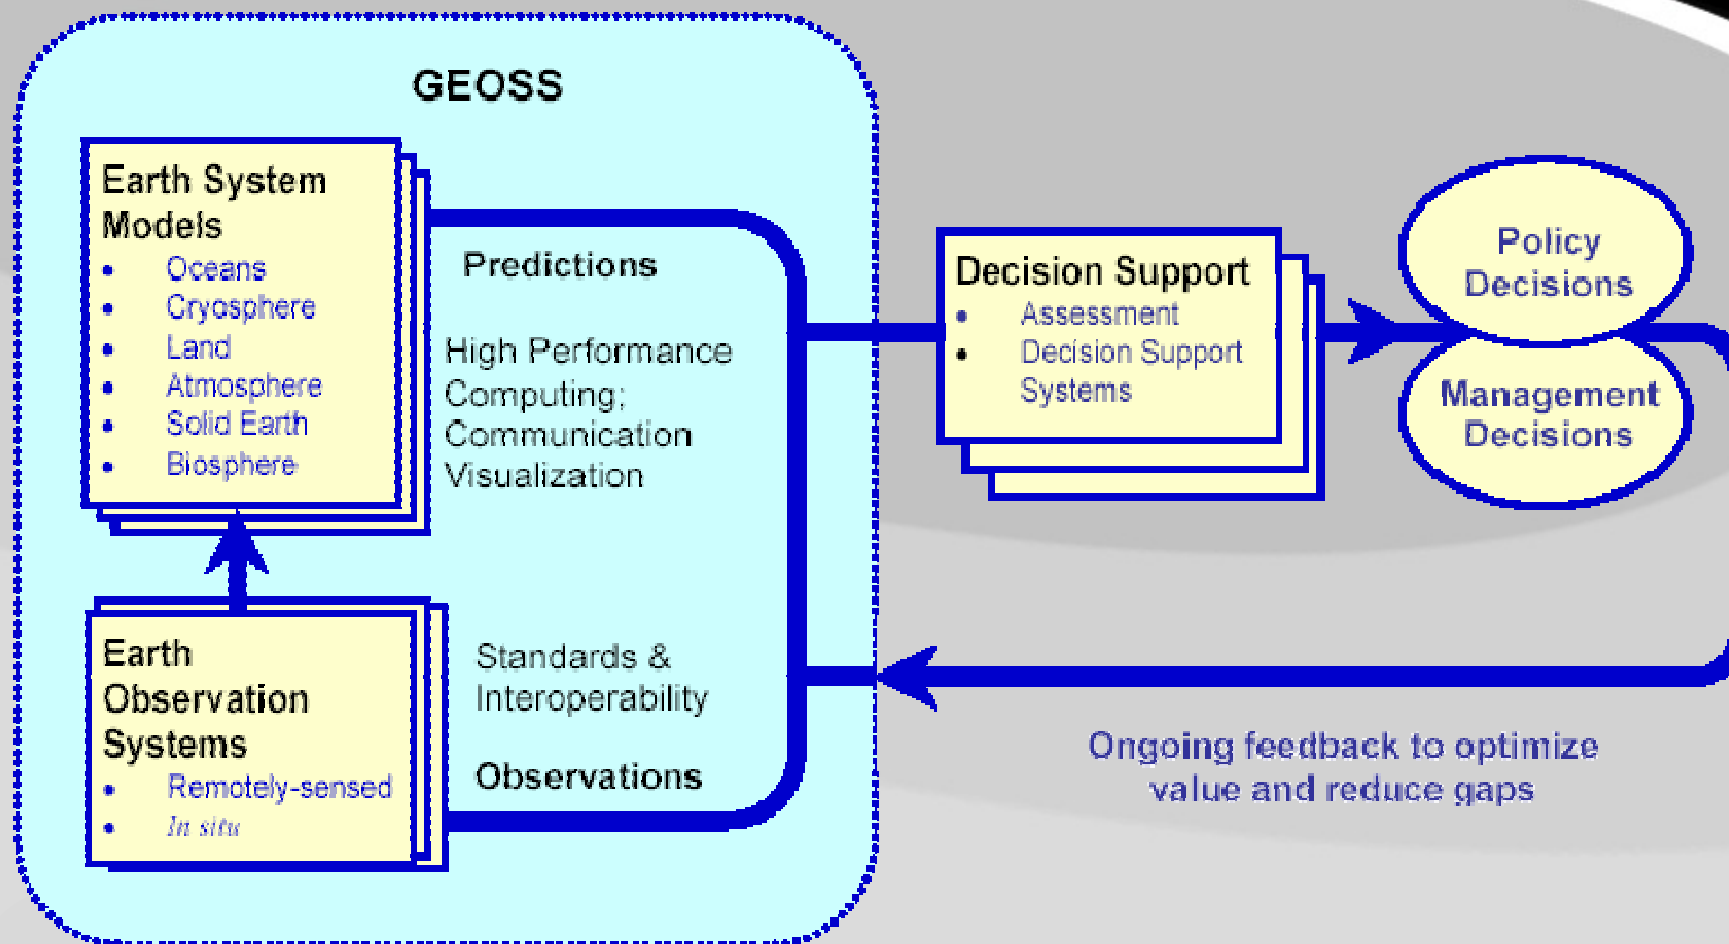 GEOSS
Earth System
Models
• Oceans
• Cryosphere
• Land
• Atmosphere
• Solid Earth
• Biosphere
Predictions
High Performance
Computing;
Communication
Visualization
Earth
Observation
Systems
• Remotely-sensed
• In situ
Standards &
Interoperability
Observations
Decision Support
• Assessment
• Decision Support
Systems
Policy
Decisions
Management
Decisions
Ongoing feedback to optimize
value and reduce gaps